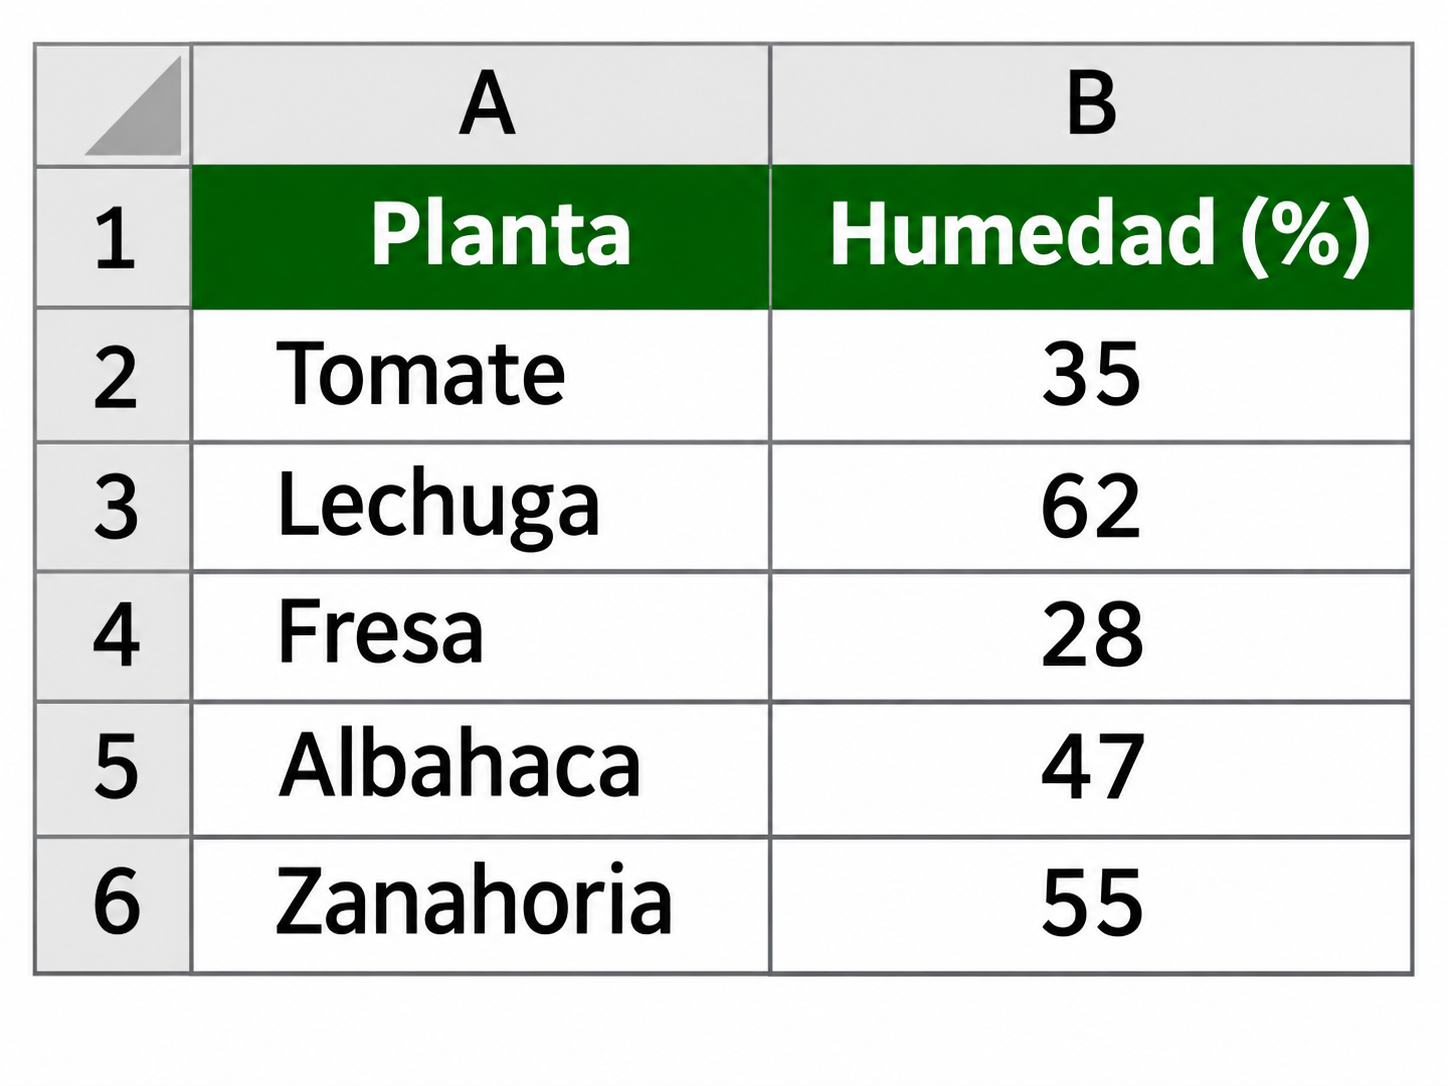 A B
1 Planta Humedad (%)
2 Tomate 35
3 Lechuga 62
4 Fresa 28
5 Albahaca 47
6 Zanahoria 55